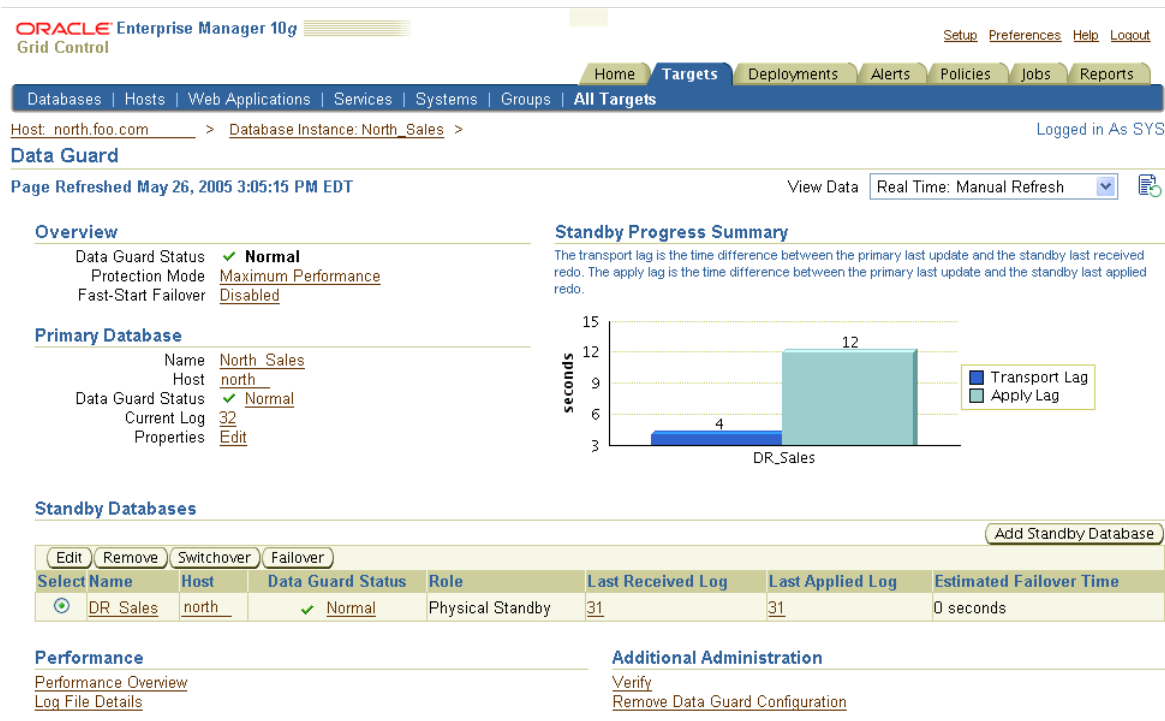 ORACLE Enterprise Manager 10g
Grid Control
Setup Preferences Help Logout
Home Targets Deployments Alerts Policies Jobs Reports
Databases | Hosts | Web Applications | Services | Systems | Groups | All Targets
Host: north.foo.com > Database Instance: North_Sales >
Logged in As SYS
Data Guard
Page Refreshed May 26, 2005 3:05:15 PM EDT
View Data Real Time: Manual Refresh
Overview
Data Guard Status Normal
Protection Mode Maximum Performance
Fast-Start Failover Disabled
Primary Database
Name North_Sales
Host north
Data Guard Status Normal
Current Log 32
Properties Edit
Standby Progress Summary
The transport lag is the time difference between the primary last update and the standby last received
redo. The apply lag is the time difference between the primary last update and the standby last applied
redo.
15
12
9
6
3
seconds
4
12
DR_Sales
Transport Lag
Apply Lag
Standby Databases
Add Standby Database
Edit Remove Switchover Failover
Select Name Host Data Guard Status Role Last Received Log Last Applied Log Estimated Failover Time
DR_Sales north Normal Physical Standby 31 31 0 seconds
Performance
Performance Overview
Log File Details
Additional Administration
Verify
Remove Data Guard Configuration